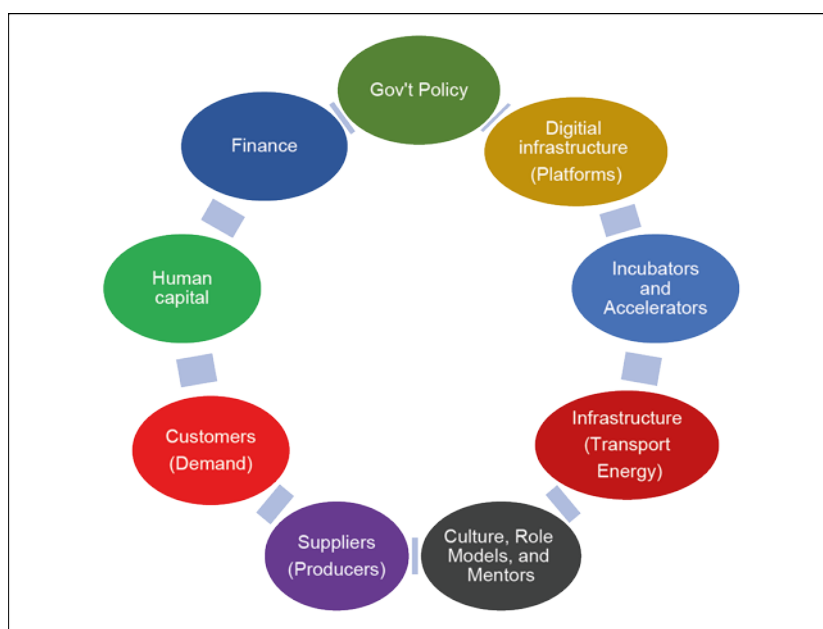 Gov't Policy
Digitial
infrastructure
(Platforms)
Incubators
and
Accelerators
Infrastructure
(Transport
Energy)
Culture, Role
Models, and
Mentors
Suppliers
(Producers)
Customers
(Demand)
Human
capital
Finance